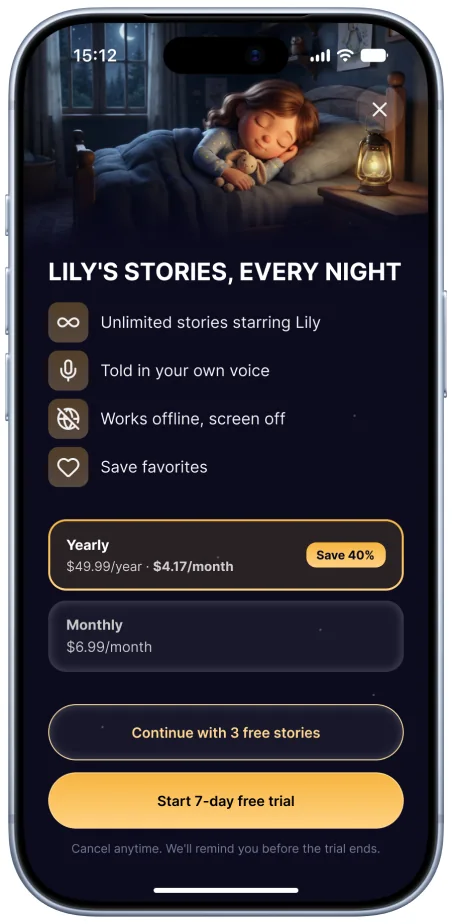 15:12
LILY'S STORIES, EVERY NIGHT
Unlimited stories starring Lily
Told in your own voice
Works offline, screen off
Save favorites
Yearly
$49.99/year · $4.17/month
Save 40%
Monthly
$6.99/month
Continue with 3 free stories
Start 7-day free trial
Cancel anytime. We'll remind you before the trial ends.